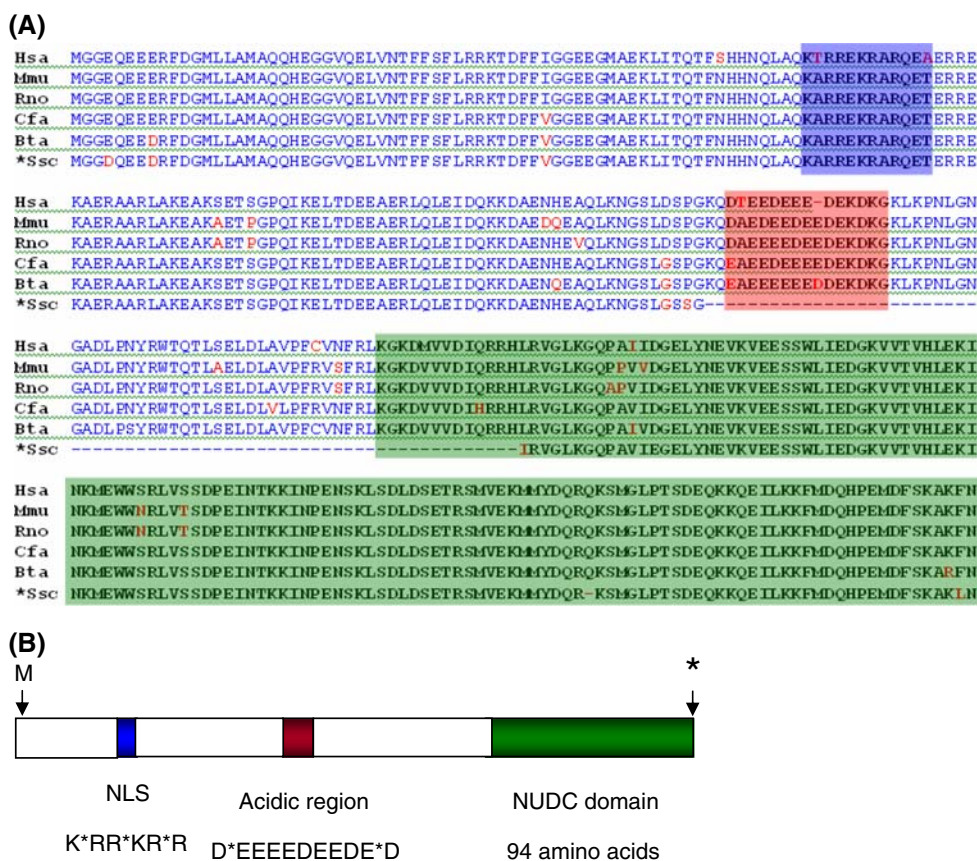 (A)
Hsa MGGEQEEERFDGMLLAMAQQHEGGVQELVNTFFSFLRRKTDFFIGGEEGMAEKLITQTFSHHNQLAQKTRREKRARQEAERRE
Mmu MGGEQEEERFDGMLLAMAQQHEGGVQELVNTFFSFLRRKTDFFIGGEEGMAEKLITQTFNHHNQLAQKARREKRARQETERRE
Rno MGGEQEEERFDGMLLAMAQQHEGGVQELVNTFFSFLRRKTDFFIGGEEGMAEKLITQTFNHHNQLAQKARREKRARQETERRE
Cfa MGGEQEEERFDGMLLAMAQQHEGGVQELVNTFFSFLRRKTDFFVGGEEGMAEKLITQTFNHHNQLAQKARREKRARQETERRE
Bta MGGEQEEDRFDGMLLAMAQQHEGGVQELVNTFFSFLRRKTDFFVGGEEGMAEKLITQTFNHHNQLAQKARREKRARQETERRE
*Ssc MGGDQEEDRFDGMLLAMAQQHEGGVQELVNTFFSFLRRKTDFFVGGEEGMAEKLITQTFNHHNQLAQKARREKRARQETERRE
Hsa KAERAARLAKEAKSETSGPQIKELTDEEAERLQLEIDQKKDAENHEAQLKNGSLDSPGKQDTEEDEEE-DEKDKGKLKPNLGN
Mmu KAERAARLAKEAKAETPGPQIKELTDEEAERLQLEIDQKKDAEDQEAQLKNGSLDSPGKQDAEEEEDEEDEKDKGKLKPNLGN
Rno KAERAARLAKEAKAETPGPQIKELTDEEAERLQLEIDQKKDAENHEVQLKNGSLDSPGKQDAEEEEDEEDEKDKGKLKPNLGN
Cfa KAERAARLAKEAKSETSGPQIKELTDEEAERLQLEIDQKKDAENHEAQLKNGSLGSPGKQEAEEDEEEEDEKDKGKLKPNLGN
Bta KAERAARLAKEAKSETSGPQIKELTDEEAERLQLEIDQKKDAENQEAQLKNGSLGSPGKQEAEEEEEEDDEKDKGKLKPNLGN
*Ssc KAERAARLAKEAKSETSGPQIKELTDEEAERLQLEIDQKKDAENHEAQLKNGSLGSSG-------------------------
Hsa GADLPNYRWTQTLSELDLAVPFCVNFRLKGKDMVVDIQRRHLRVGLKGQPAIIDGELYNEVKVEESSWLIEDGKVVTVHLEKI
Mmu GADLPNYRWTQTLAELDLAVPFRVSFRLKGKDVVVDIQRRHLRVGLKGQPPVVDGELYNEVKVEESSWLIEDGKVVTVHLEKI
Rno GADLPNYRWTQTLSELDLAVPFRVSFRLKGKDVVVDIQRRHLRVGLKGQAPVIDGELYNEVKVEESSWLIEDGKVVTVHLEKI
Cfa GADLPNYRWTQTLSELDLVLPFRVNFRLKGKDVVVDIHRRHLRVGLKGQPAVIDGELYNEVKVEESSWLIEDGKVVTVHLEKI
Bta GADLPSYRWTQTLSELDLAVPFCVNFRLKGKDVVVDIQRRHLRVGLKGQPAIVDGELYNEVKVEESSWLIEDGKVVTVHLEKI
*Ssc -----------------------------------------IRVGLKGQPAVIEGELYNEVKVEESSWLIEDGKVVTVHLEKI
Hsa NKMEWWSRLVSSDPEINTKKINPENSKLSDLDSETRSMVEKMMYDQRQKSMGLPTSDEQKKQEILKKFMDQHPEMDFSKAKFN
Mmu NKMEWWNRLVTSDPEINTKKINPENSKLSDLDSETRSMVEKMMYDQRQKSMGLPTSDEQKKQEILKKFMDQHPEMDFSKAKFN
Rno NKMEWWNRLVTSDPEINTKKINPENSKLSDLDSETRSMVEKMMYDQRQKSMGLPTSDEQKKQEILKKFMDQHPEMDFSKAKFN
Cfa NKMEWWSRLVSSDPEINTKKINPENSKLSDLDSETRSMVEKMMYDQRQKSMGLPTSDEQKKQEILKKFMDQHPEMDFSKAKFN
Bta NKMEWWSRLVSSDPEINTKKINPENSKLSDLDSETRSMVEKMMYDQRQKSMGLPTSDEQKKQEILKKFMDQHPEMDFSKARFN
*Ssc NKMEWWSRLVSSDPEINTKKINPENSKLSDLDSETRSMVEKMMYDQR-KSMGLPTSDEQKKQEILKKFMDQHPEMDFSKAKLN
(B)
M *
NLS Acidic region NUDC domain
K*RR*KR*R D*EEEEDEEDE*D 94 amino acids